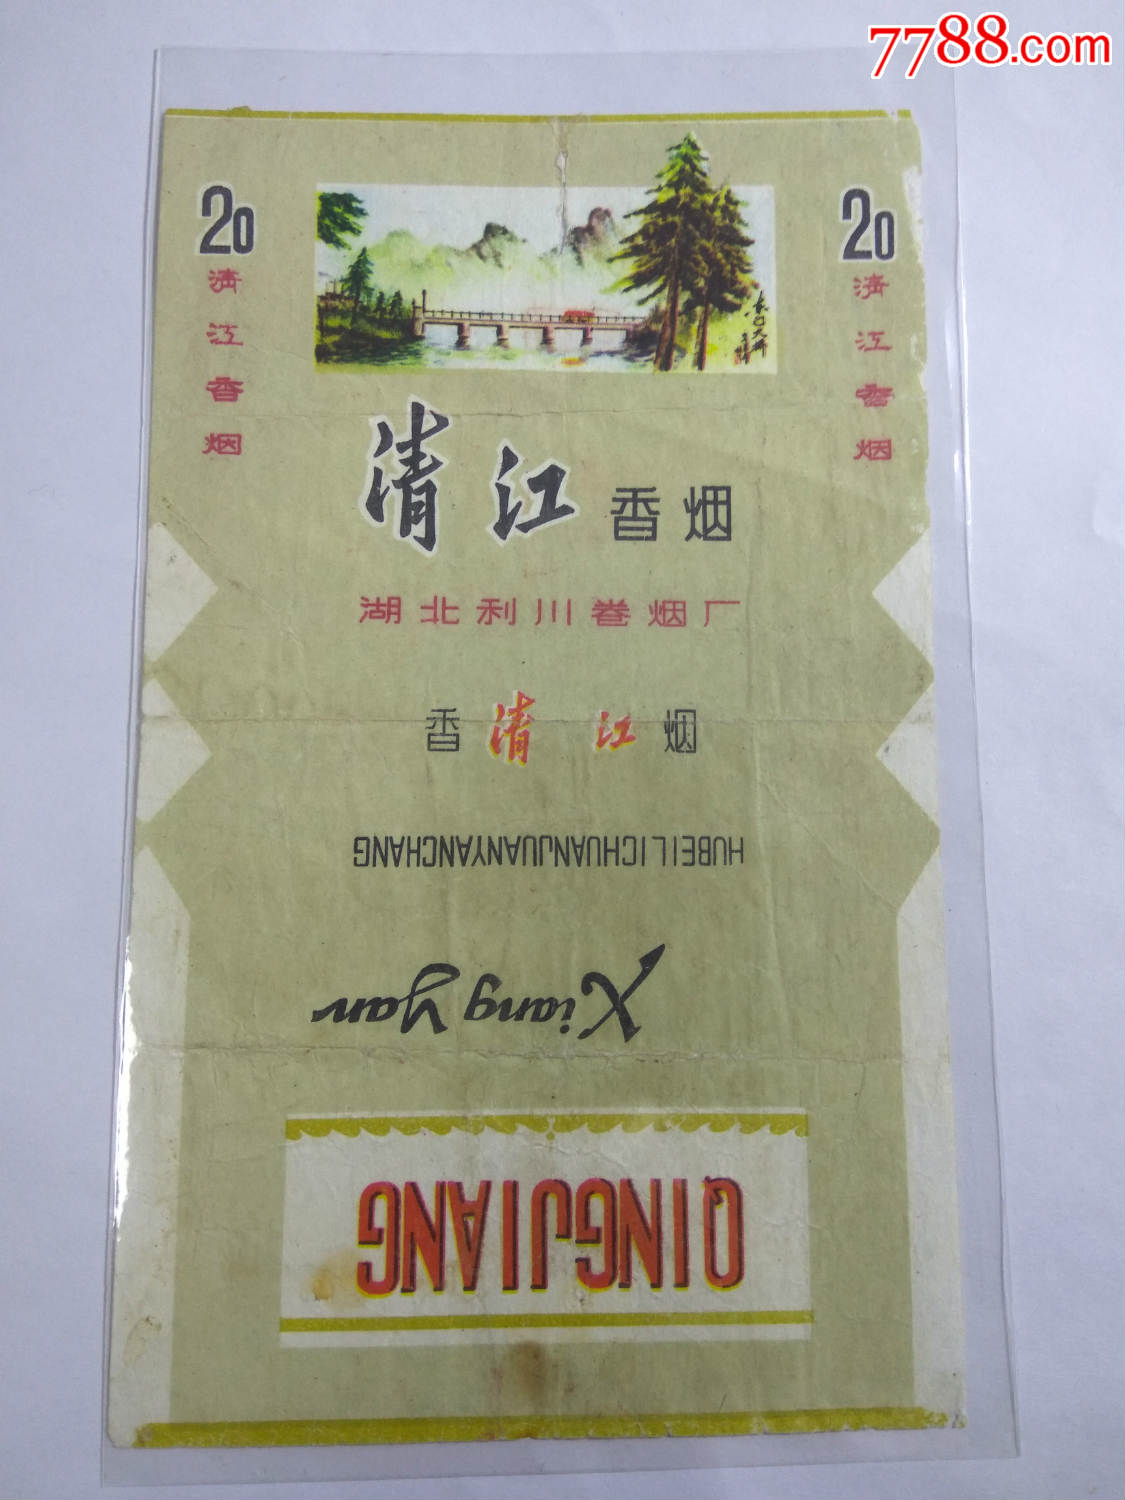 7788.com
20
20
清江香烟
清江香烟
清江 香烟
湖北利川卷烟厂
香 清 江 烟
HUBEILICHUANJUANYANCHANG
Xiang Yan
QINGJIANG